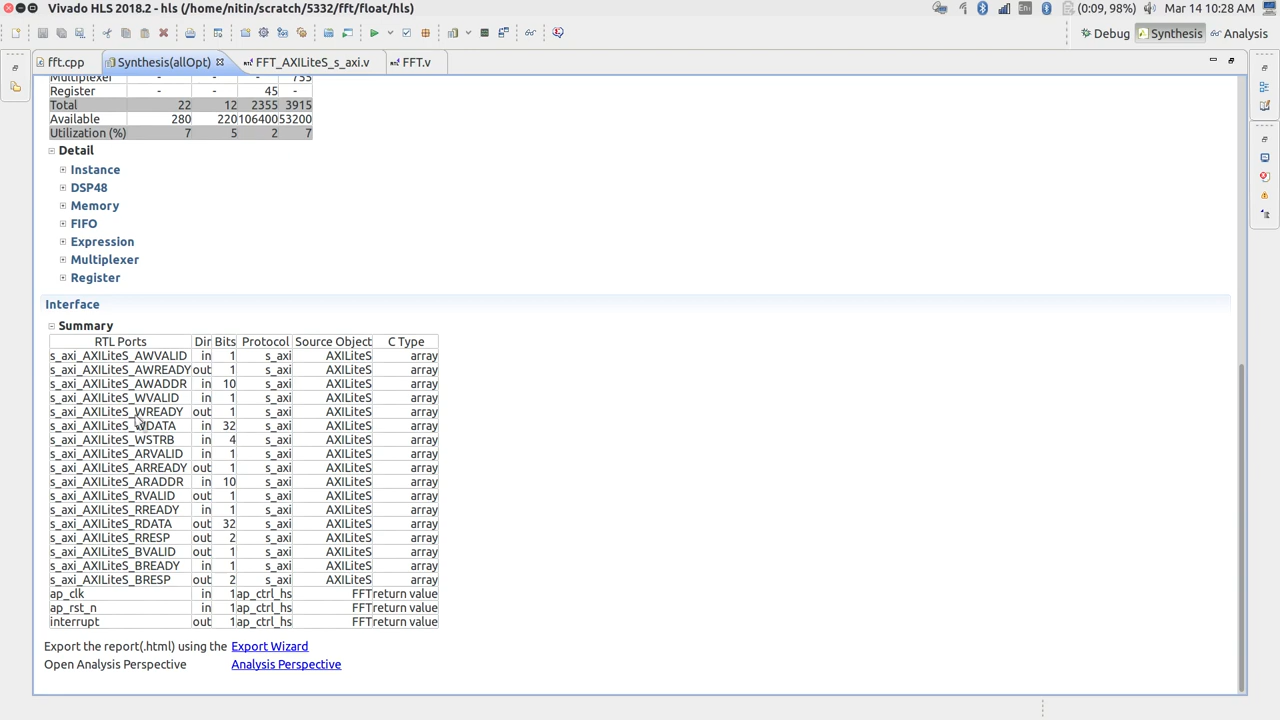 Vivado HLS 2018.2 - hls (/home/nitin/scratch/5332/fft/float/hls)
En
(0:09, 98%)
Mar 14 10:28 AM
Debug
Synthesis
Analysis
fft.cpp
Synthesis(allOpt)
FFT_AXILiteS_s_axi.v
FFT.v
Multiplexer - - - 755
Register - - 45 -
Total 22 12 2355 3915
Available 280 220 106400 53200
Utilization (%) 7 5 2 7
Detail
Instance
DSP48
Memory
FIFO
Expression
Multiplexer
Register
Interface
Summary
RTL Ports Dir Bits Protocol Source Object C Type
s_axi_AXILiteS_AWVALID in 1 s_axi AXILiteS array
s_axi_AXILiteS_AWREADY out 1 s_axi AXILiteS array
s_axi_AXILiteS_AWADDR in 10 s_axi AXILiteS array
s_axi_AXILiteS_WVALID in 1 s_axi AXILiteS array
s_axi_AXILiteS_WREADY out 1 s_axi AXILiteS array
s_axi_AXILiteS_WDATA in 32 s_axi AXILiteS array
s_axi_AXILiteS_WSTRB in 4 s_axi AXILiteS array
s_axi_AXILiteS_ARVALID in 1 s_axi AXILiteS array
s_axi_AXILiteS_ARREADY out 1 s_axi AXILiteS array
s_axi_AXILiteS_ARADDR in 10 s_axi AXILiteS array
s_axi_AXILiteS_RVALID out 1 s_axi AXILiteS array
s_axi_AXILiteS_RREADY in 1 s_axi AXILiteS array
s_axi_AXILiteS_RDATA out 32 s_axi AXILiteS array
s_axi_AXILiteS_RRESP out 2 s_axi AXILiteS array
s_axi_AXILiteS_BVALID out 1 s_axi AXILiteS array
s_axi_AXILiteS_BREADY in 1 s_axi AXILiteS array
s_axi_AXILiteS_BRESP out 2 s_axi AXILiteS array
ap_clk in 1 ap_ctrl_hs FFT return value
ap_rst_n in 1 ap_ctrl_hs FFT return value
interrupt out 1 ap_ctrl_hs FFT return value
Export the report(.html) using the Export Wizard
Open Analysis Perspective Analysis Perspective